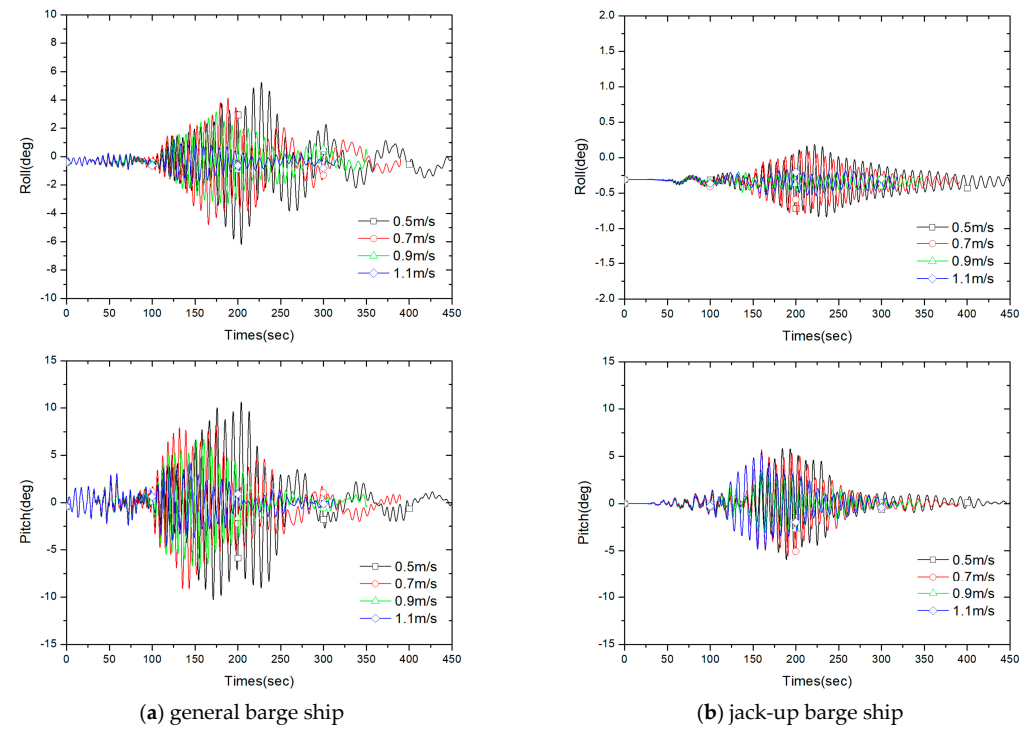 10
8
6
4
2
0
-2
-4
-6
-8
-10
Roll(deg)
0.5m/s
0.7m/s
0.9m/s
1.1m/s
0 50 100 150 200 250 300 350 400 450
Times(sec)
2.0
1.5
1.0
0.5
0.0
-0.5
-1.0
-1.5
-2.0
Roll(deg)
0.5m/s
0.7m/s
0.9m/s
1.1m/s
0 50 100 150 200 250 300 350 400 450
Times(sec)
15
10
5
0
-5
-10
-15
Pitch(deg)
0.5m/s
0.7m/s
0.9m/s
1.1m/s
0 50 100 150 200 250 300 350 400 450
Times(sec)
15
10
5
0
-5
-10
-15
Pitch(deg)
0.5m/s
0.7m/s
0.9m/s
1.1m/s
0 50 100 150 200 250 300 350 400 450
Times(sec)
(a) general barge ship
(b) jack-up barge ship